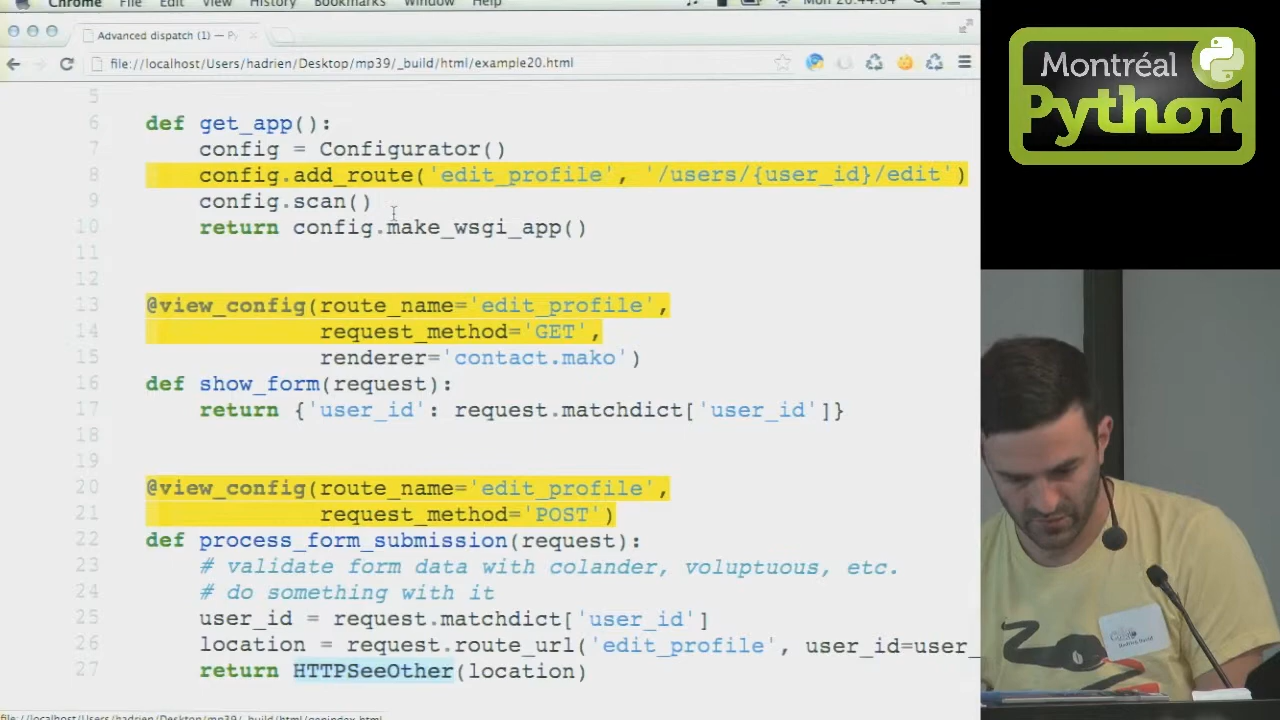 Chrome File Edit View History Bookmarks Window Help
Advanced dispatch (1) — Py
file://localhost/Users/hadrien/Desktop/mp39/_build/html/example20.html
5
6 def get_app():
7 config = Configurator()
8 config.add_route('edit_profile', '/users/{user_id}/edit')
9 config.scan()
10 return config.make_wsgi_app()
11
12
13 @view_config(route_name='edit_profile',
14 request_method='GET',
15 renderer='contact.mako')
16 def show_form(request):
17 return {'user_id': request.matchdict['user_id']}
18
19
20 @view_config(route_name='edit_profile',
21 request_method='POST')
22 def process_form_submission(request):
23 # validate form data with colander, voluptuous, etc.
24 # do something with it
25 user_id = request.matchdict['user_id']
26 location = request.route_url('edit_profile', user_id=user_
27 return HTTPSeeOther(location)
Montréal
Python